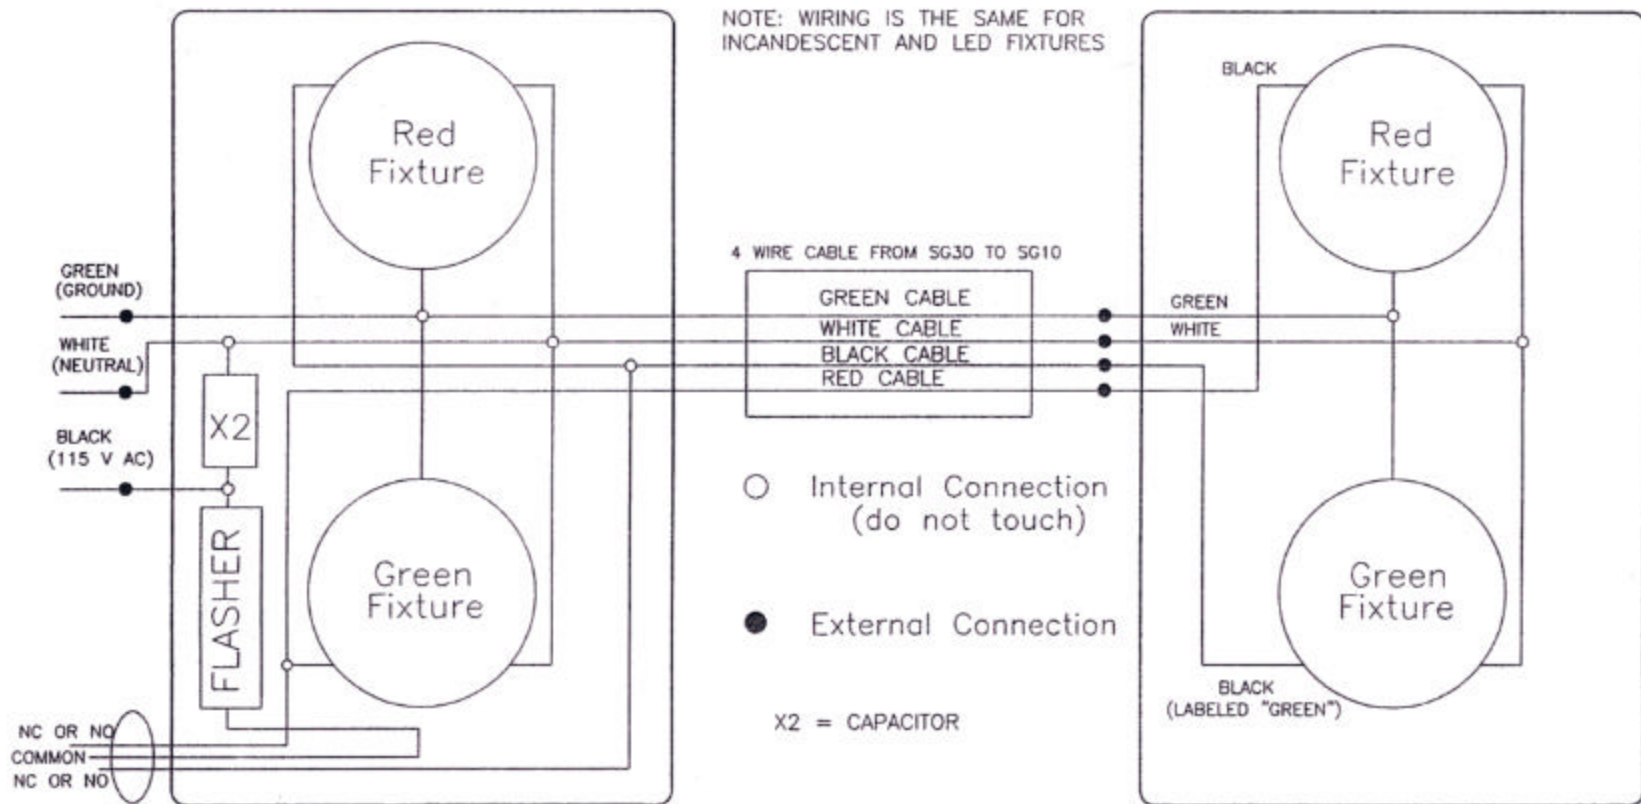 NOTE: WIRING IS THE SAME FOR
INCANDESCENT AND LED FIXTURES
Red
Fixture
GREEN
(GROUND)
WHITE
(NEUTRAL)
X2
BLACK
(115 V AC)
FLASHER
Green
Fixture
NC OR NO
COMMON
NC OR NO
4 WIRE CABLE FROM SG30 TO SG10
GREEN CABLE
WHITE CABLE
BLACK CABLE
RED CABLE
Internal Connection
(do not touch)
External Connection
X2 = CAPACITOR
BLACK
Red
Fixture
GREEN
WHITE
Green
Fixture
BLACK
(LABELED "GREEN")